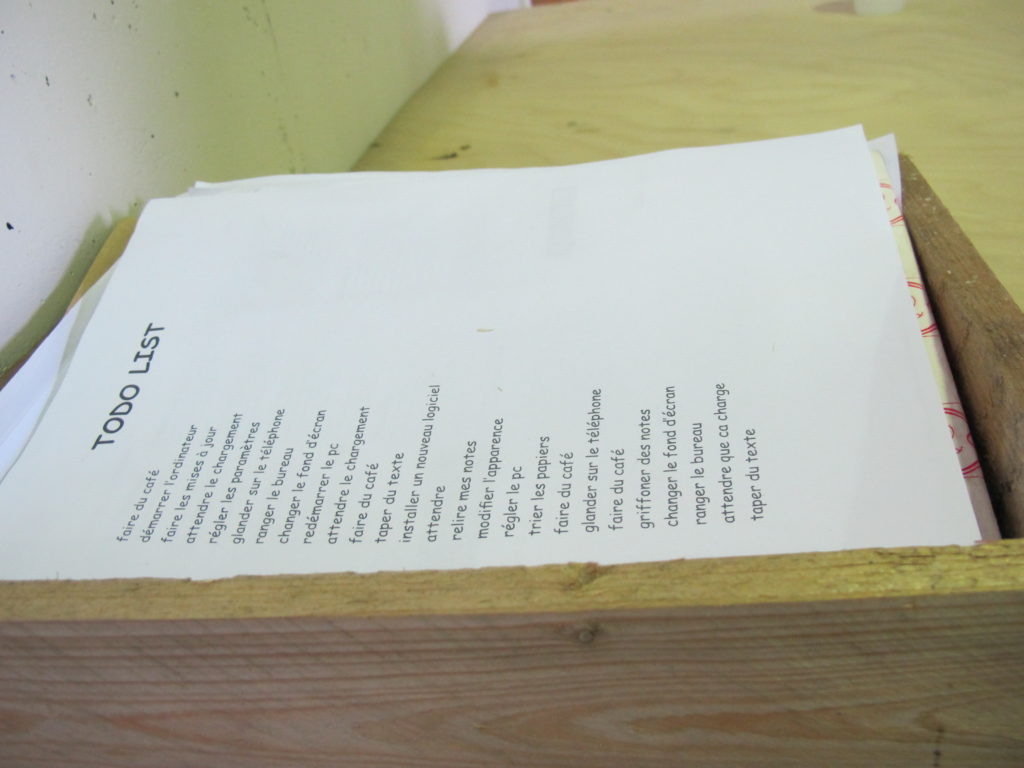 TODO LIST
faire du café
démarrer l'ordinateur
faire les mises à jour
attendre le chargement
régler les paramètres
glander sur le téléphone
ranger le bureau
changer le fond d'écran
redémarrer le pc
attendre le chargement
faire du café
taper du texte
installer un nouveau logiciel
attendre
relire mes notes
modifier l'apparence
régler le pc
trier les papiers
faire du café
glander sur le téléphone
faire du café
griffoner des notes
changer le fond d'écran
ranger le bureau
attendre que ca charge
taper du texte